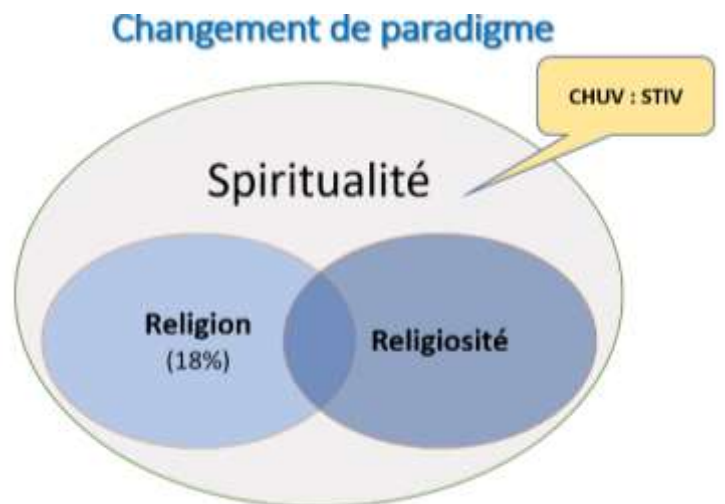 Changement de paradigme
CHUV : STIV
Spiritualité
Religion
(18%)
Religiosité